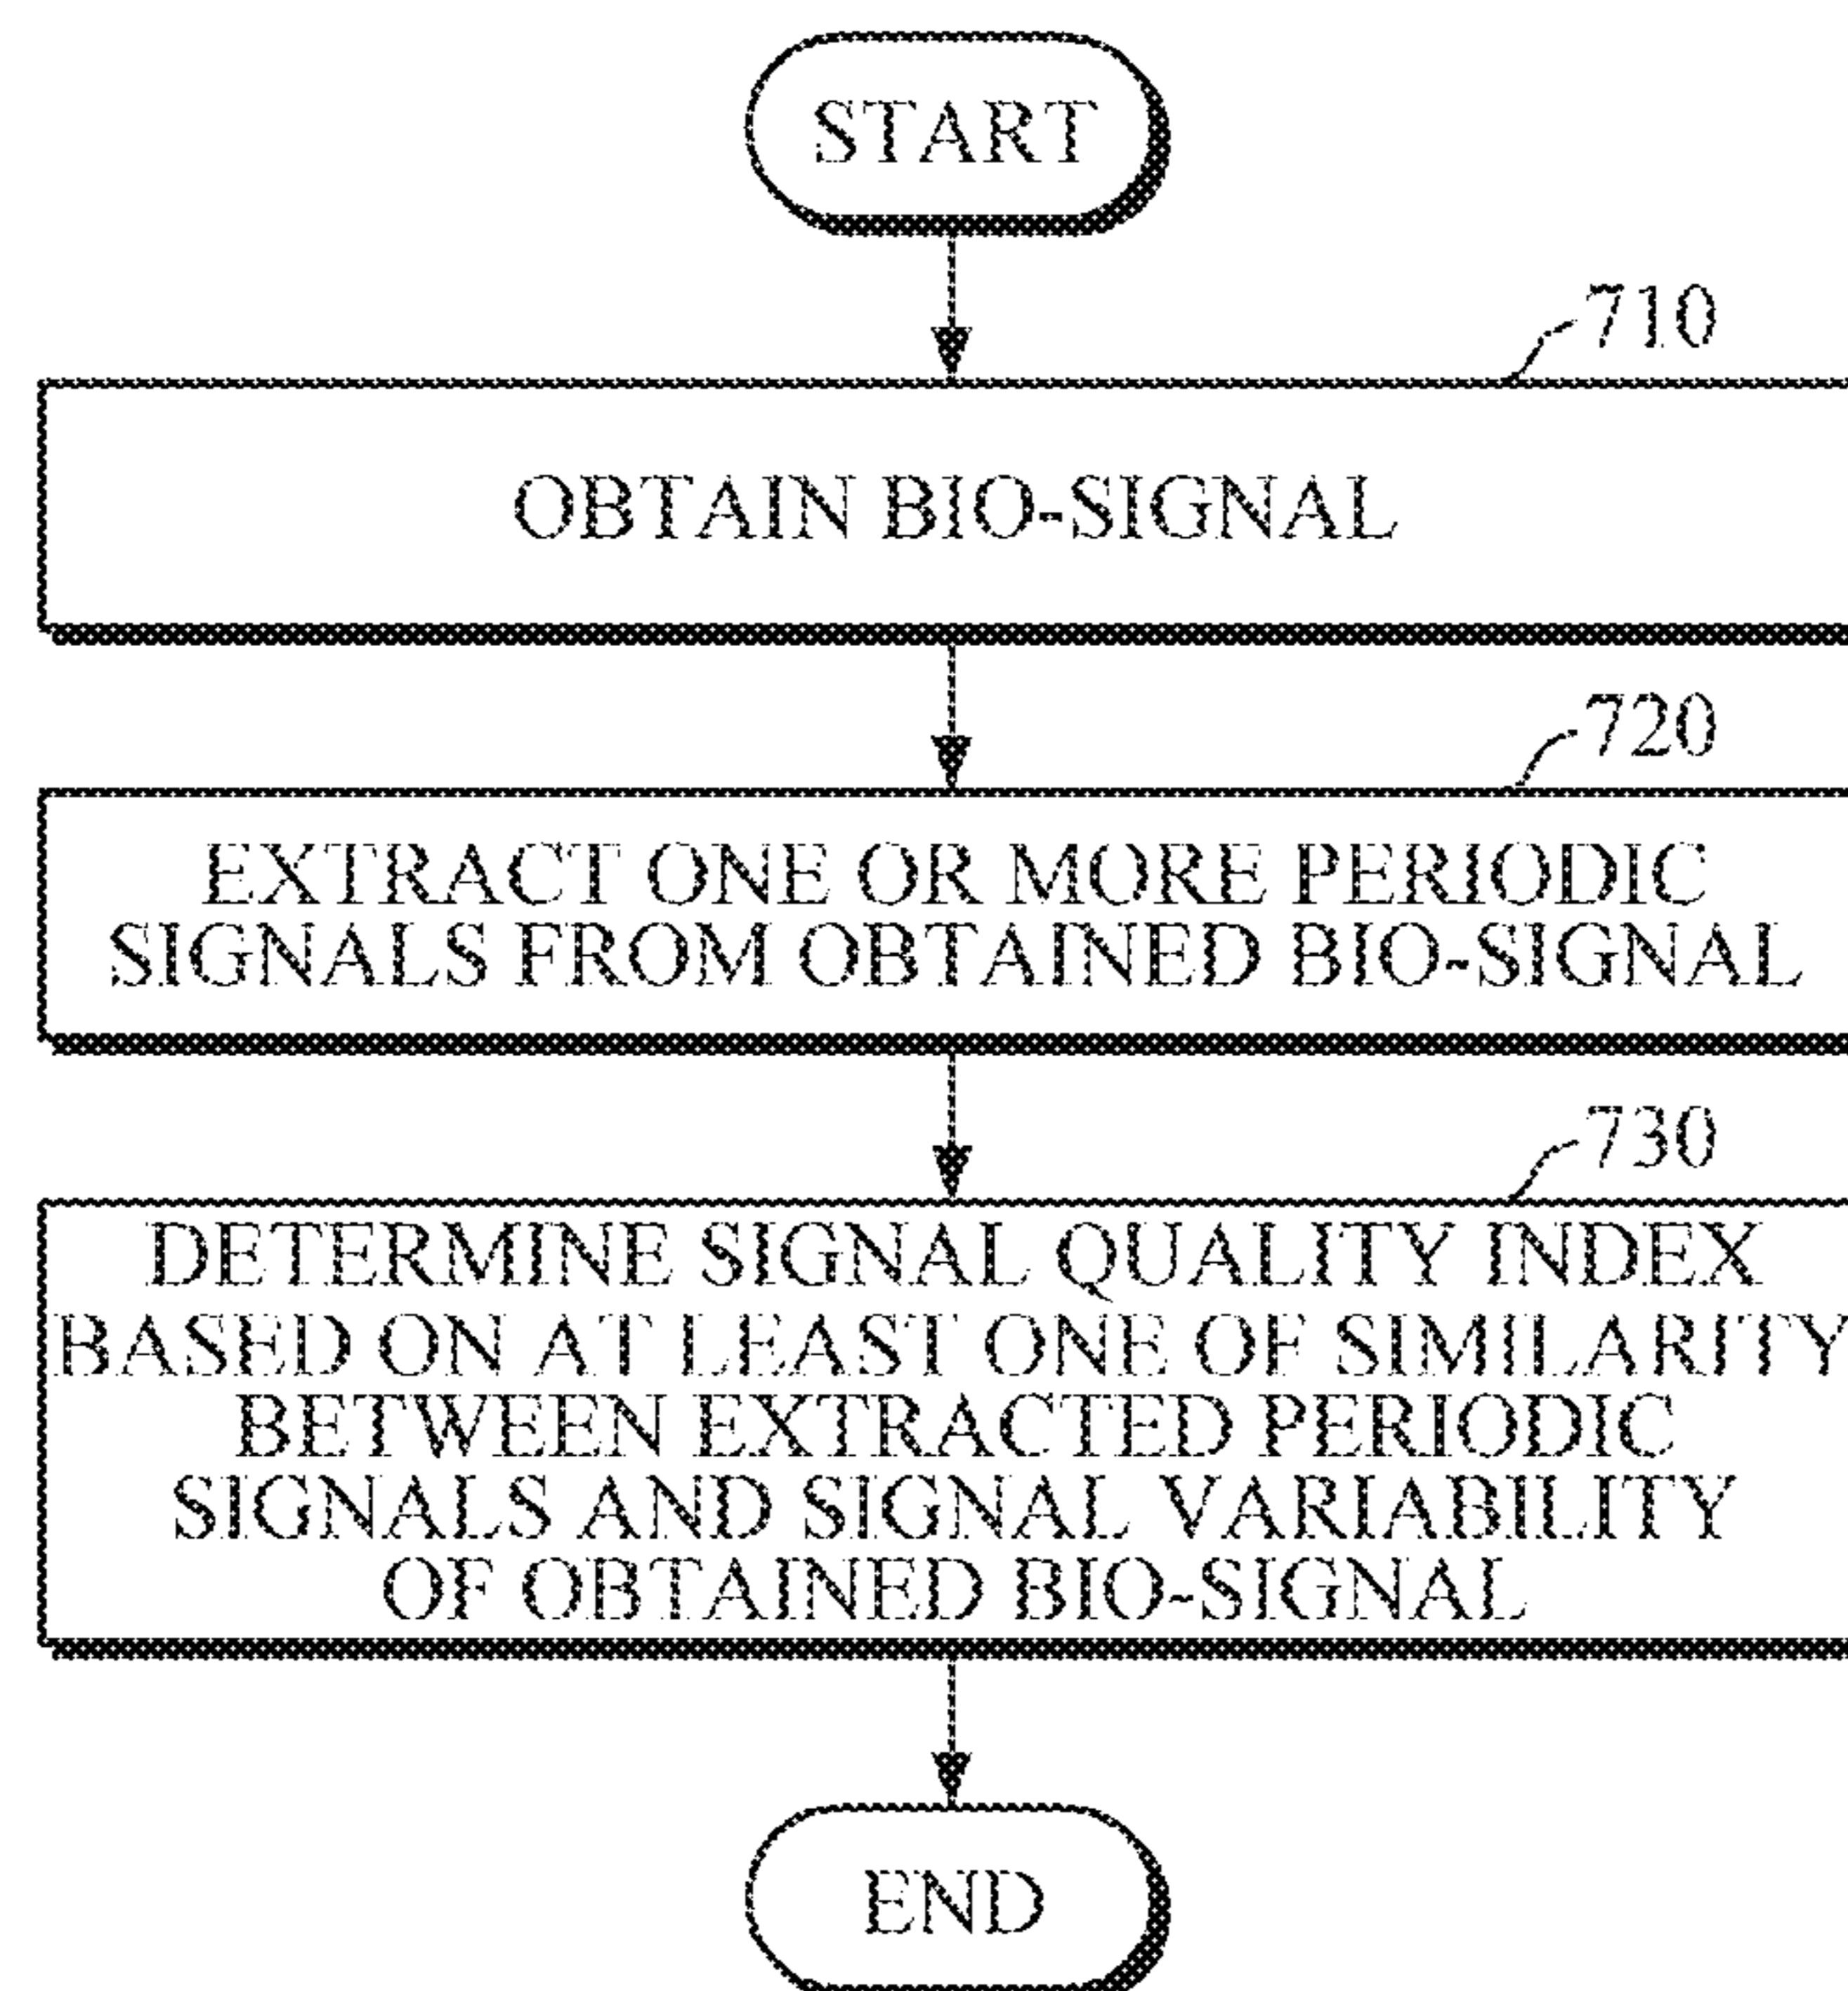 START
710
OBTAIN BIO-SIGNAL
720
EXTRACT ONE OR MORE PERIODIC
SIGNALS FROM OBTAINED BIO-SIGNAL
730
DETERMINE SIGNAL QUALITY INDEX
BASED ON AT LEAST ONE OF SIMILARITY
BETWEEN EXTRACTED PERIODIC
SIGNALS AND SIGNAL VARIABILITY
OF OBTAINED BIO-SIGNAL
END